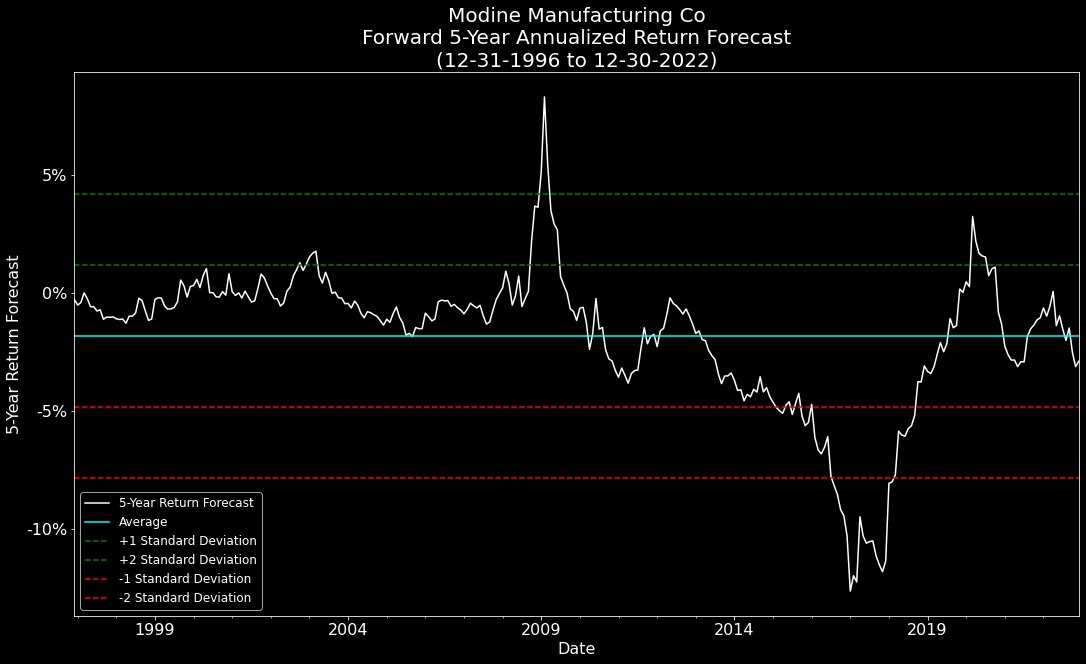 Modine Manufacturing Co
Forward 5-Year Annualized Return Forecast
(12-31-1996 to 12-30-2022)
5-Year Return Forecast
5%
0%
-5%
-10%
5-Year Return Forecast
Average
+1 Standard Deviation
+2 Standard Deviation
-1 Standard Deviation
-2 Standard Deviation
1999
2004
2009
2014
2019
Date